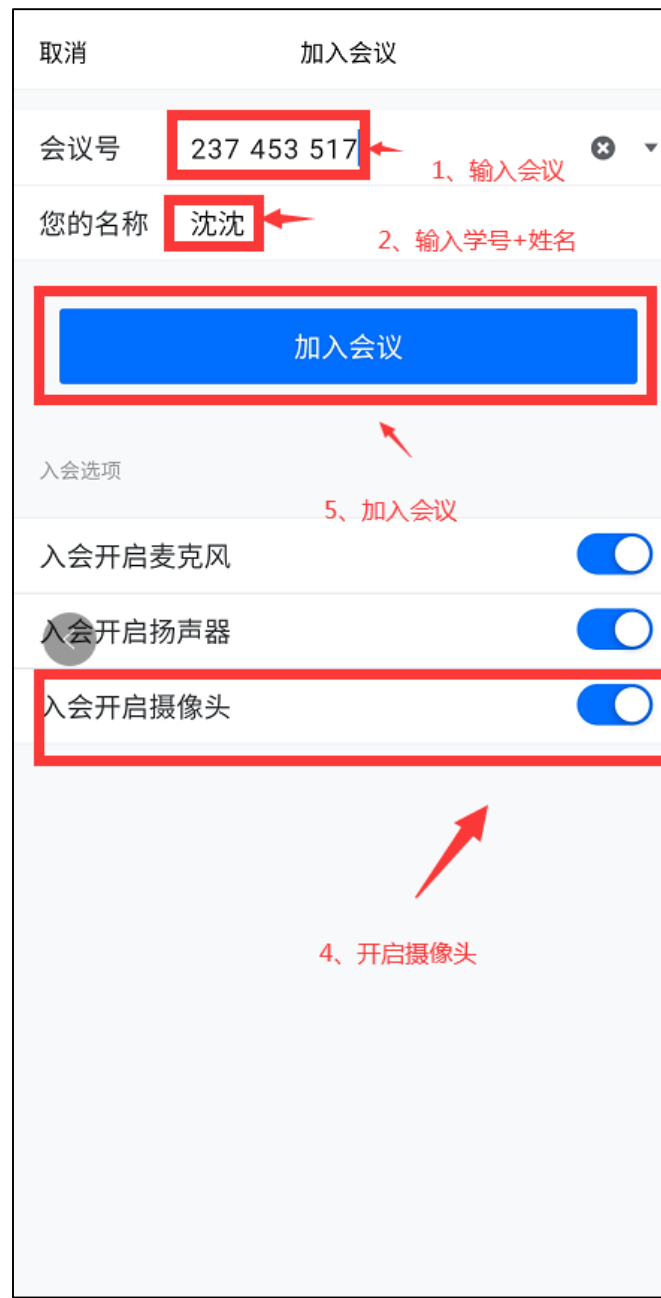 取消 加入会议
会议号 237 453 517
1、输入会议
您的名称 沈沈
2、输入学号+姓名
加入会议
入会选项
5、加入会议
入会开启麦克风
入会开启扬声器
入会开启摄像头
4、开启摄像头